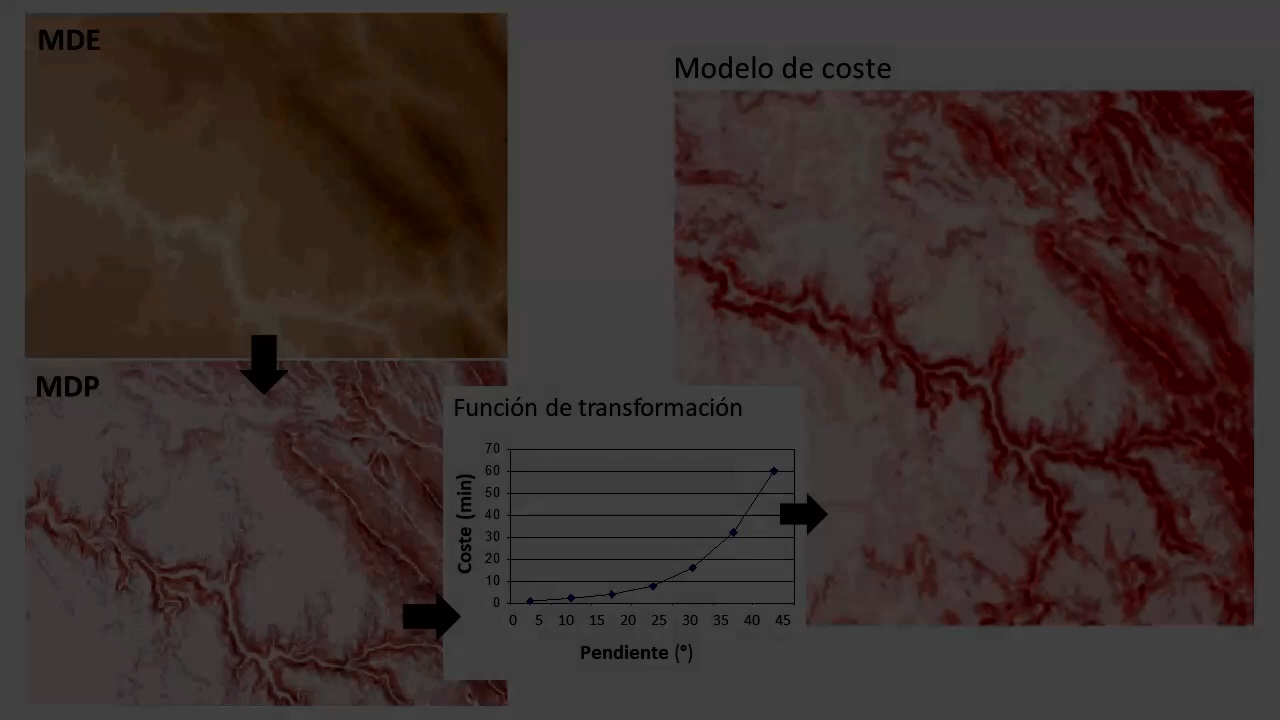 MDE
Modelo de coste
MDP
Función de transformación
Coste (min)
70
60
50
40
30
20
10
0
0 5 10 15 20 25 30 35 40 45
Pendiente (°)